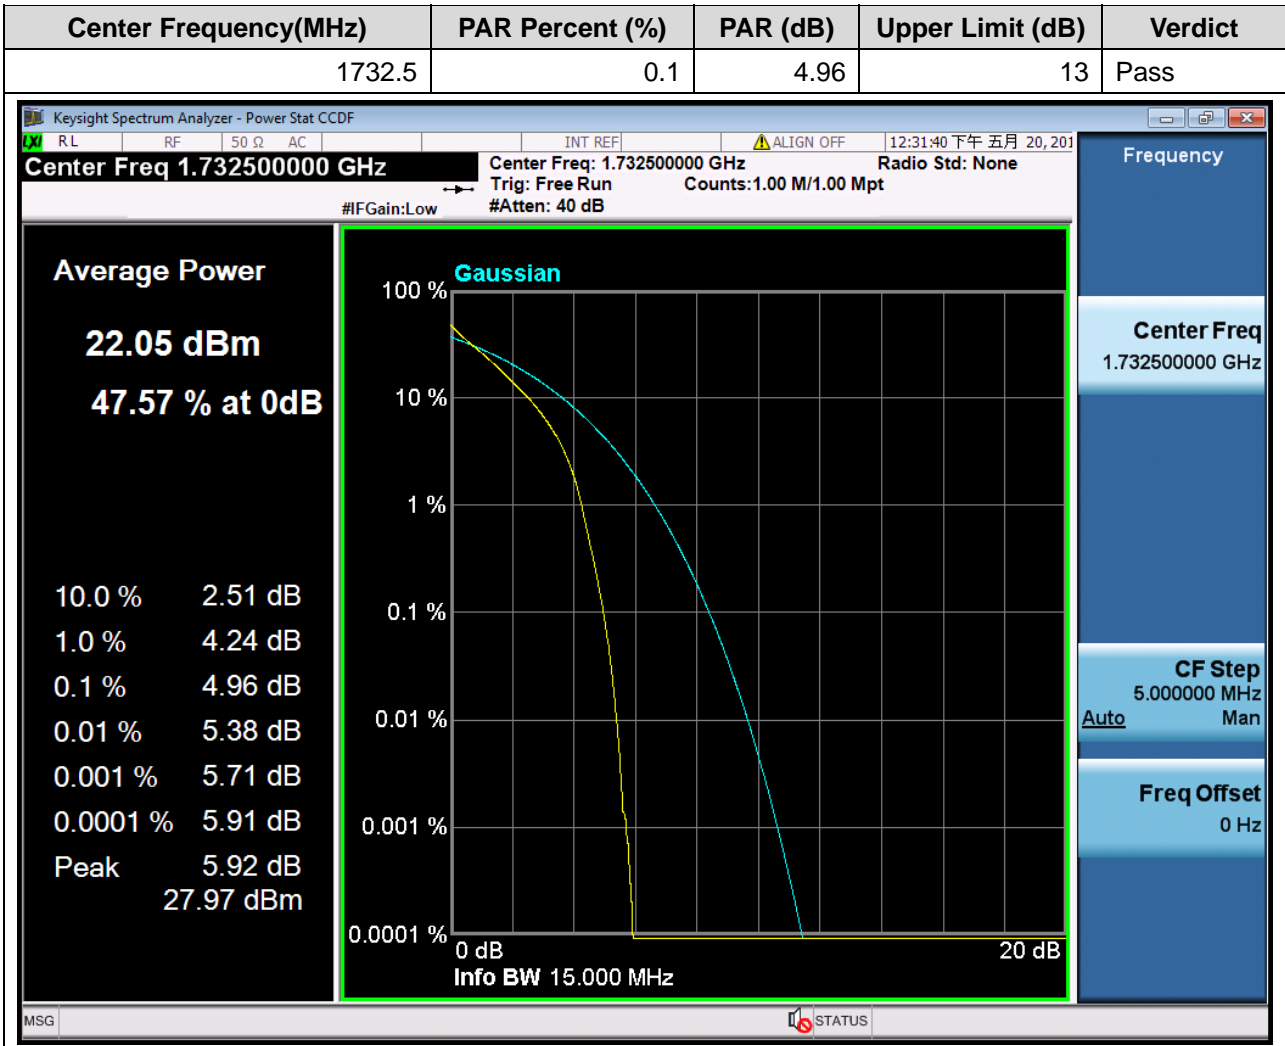 Center Frequency(MHz) PAR Percent (%) PAR (dB) Upper Limit (dB) Verdict
1732.5 0.1 4.96 13 Pass
Keysight Spectrum Analyzer - Power Stat CCDF
LXI RL RF 50 Ω AC INT REF ALIGN OFF 12:31:40 下午 五月 20, 201
Center Freq 1.732500000 GHz
Center Freq: 1.732500000 GHz Radio Std: None
Trig: Free Run Counts:1.00 M/1.00 Mpt
#IFGain:Low #Atten: 40 dB
Average Power
22.05 dBm
47.57 % at 0dB
10.0 % 2.51 dB
1.0 % 4.24 dB
0.1 % 4.96 dB
0.01 % 5.38 dB
0.001 % 5.71 dB
0.0001 % 5.91 dB
Peak 5.92 dB
27.97 dBm
Gaussian
100 %
10 %
1 %
0.1 %
0.01 %
0.001 %
0.0001 %
0 dB 20 dB
Info BW 15.000 MHz
Frequency
Center Freq
1.732500000 GHz
CF Step
5.000000 MHz
Auto Man
Freq Offset
0 Hz
MSG STATUS